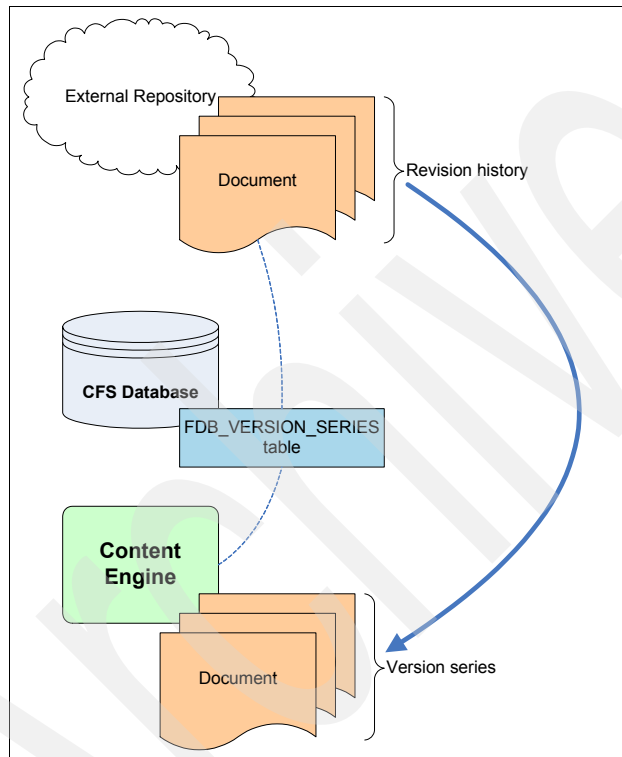 External Repository
Document
Revision history
CFS Database
FDB_VERSION_SERIES
table
Content
Engine
Document
Version series